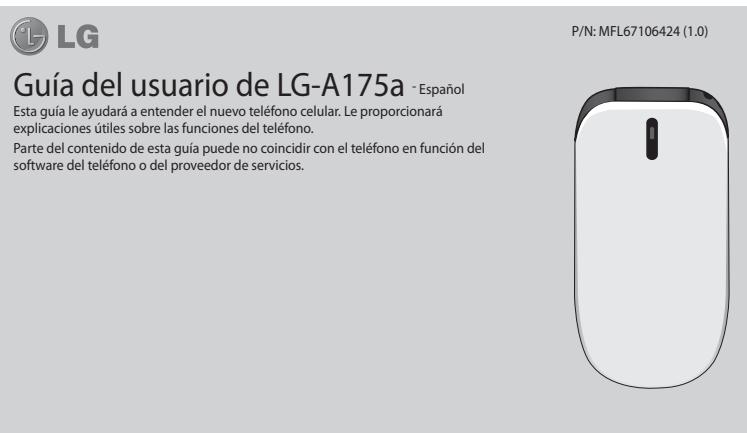 LG
P/N: MFL67106424 (1.0)
Guía del usuario de LG-A175a - Español
Esta guía le ayudará a entender el nuevo teléfono celular. Le proporcionará
explicaciones útiles sobre las funciones del teléfono.
Parte del contenido de esta guía puede no coincidir con el teléfono en función del
software del teléfono o del proveedor de servicios.